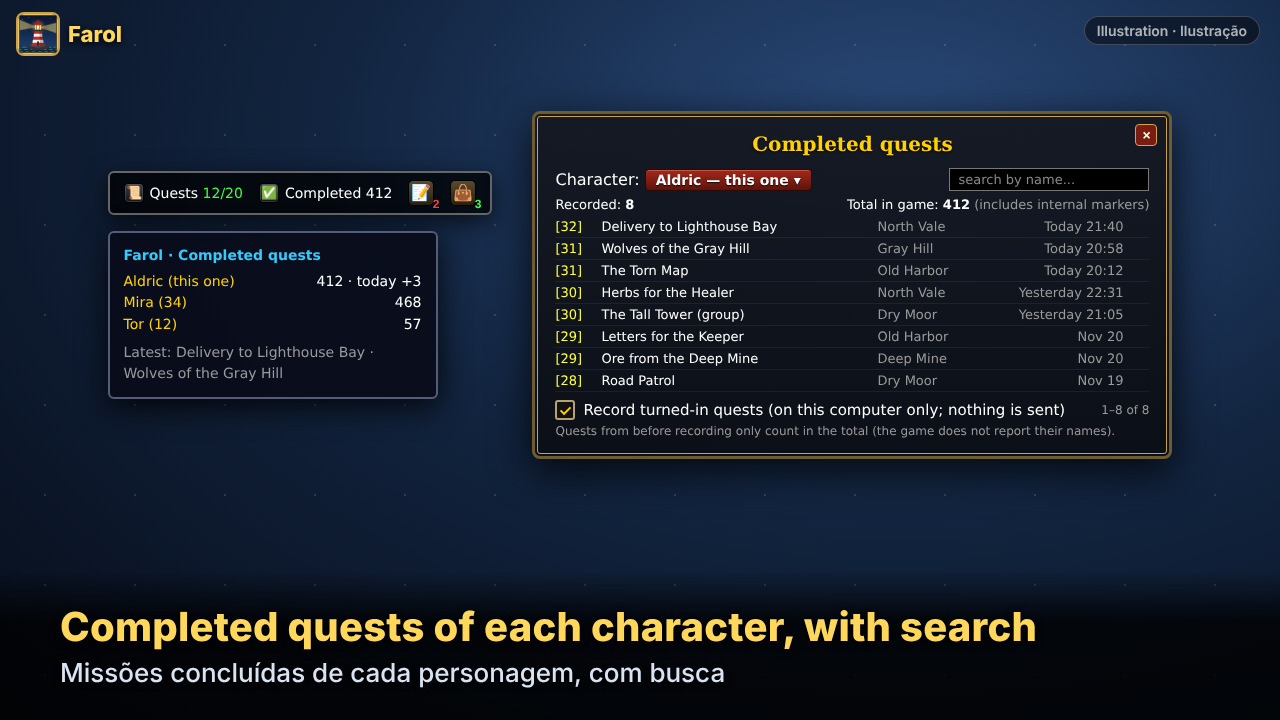 Farol
Illustration · Ilustração
Quests 12/20 Completed 412 2 3
Farol · Completed quests
Aldric (this one) 412 · today +3
Mira (34) 468
Tor (12) 57
Latest: Delivery to Lighthouse Bay ·
Wolves of the Gray Hill
Completed quests
×
Character: Aldric — this one ▾ search by name...
Recorded: 8 Total in game: 412 (includes internal markers)
[32] Delivery to Lighthouse Bay North Vale Today 21:40
[31] Wolves of the Gray Hill Gray Hill Today 20:58
[31] The Torn Map Old Harbor Today 20:12
[30] Herbs for the Healer North Vale Yesterday 22:31
[30] The Tall Tower (group) Dry Moor Yesterday 21:05
[29] Letters for the Keeper Old Harbor Nov 20
[29] Ore from the Deep Mine Deep Mine Nov 20
[28] Road Patrol Dry Moor Nov 19
Record turned-in quests (on this computer only; nothing is sent) 1–8 of 8
Quests from before recording only count in the total (the game does not report their names).
Completed quests of each character, with search
Missões concluídas de cada personagem, com busca